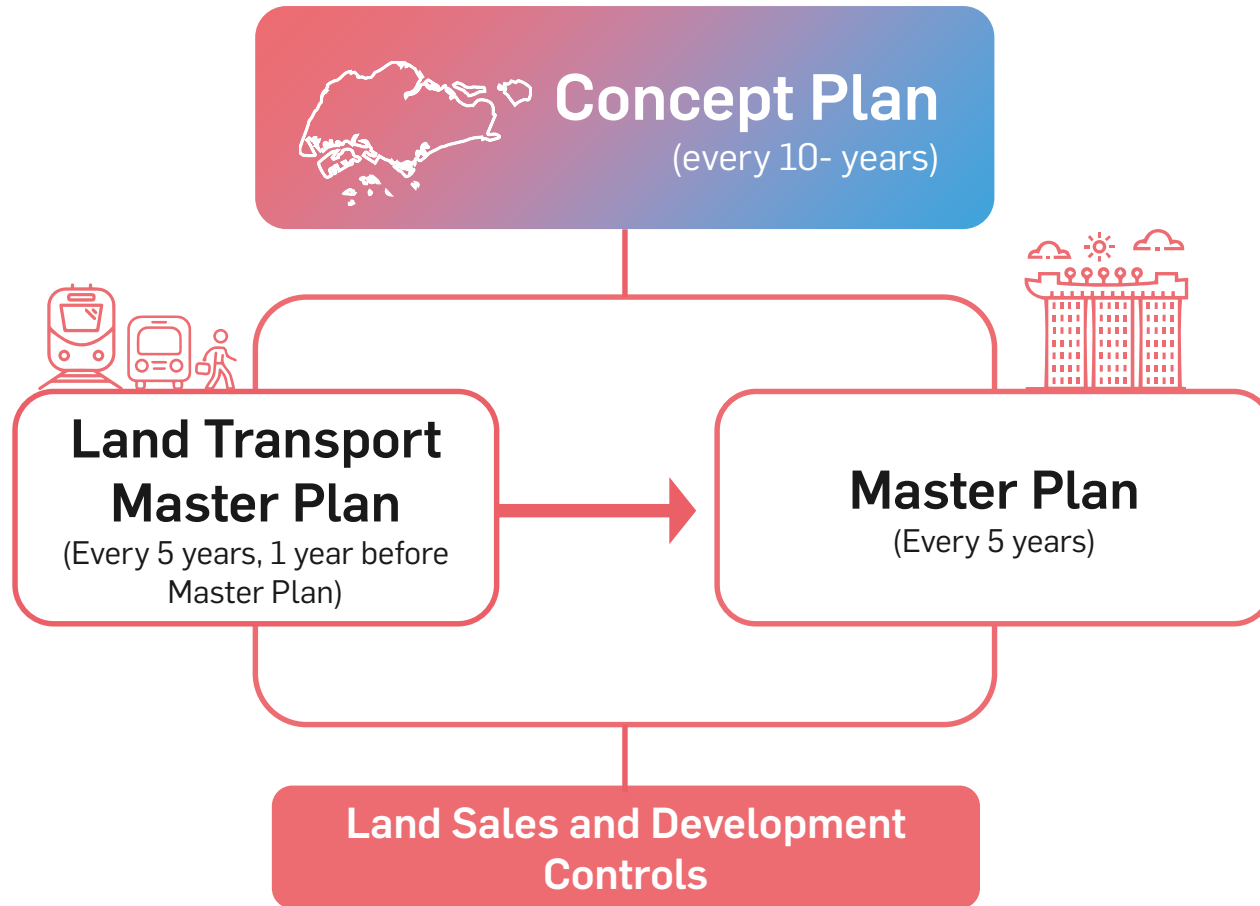 Concept Plan
(every 10- years)
Land Transport
Master Plan
(Every 5 years, 1 year before
Master Plan)
Master Plan
(Every 5 years)
Land Sales and Development
Controls